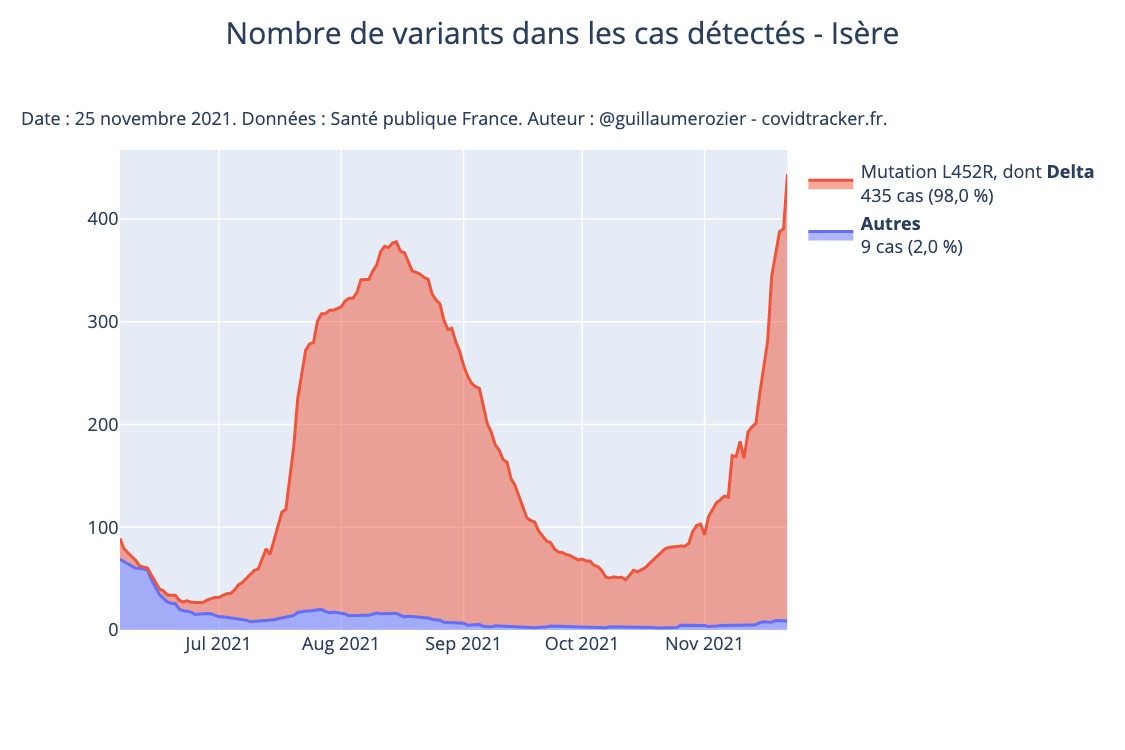 Nombre de variants dans les cas détectés - Isère
Date : 25 novembre 2021. Données : Santé publique France. Auteur : @guillaumerozier - covidtracker.fr.
Mutation L452R, dont Delta
435 cas (98,0 %)
Autres
9 cas (2,0 %)
400
300
200
100
0
Jul 2021
Aug 2021
Sep 2021
Oct 2021
Nov 2021